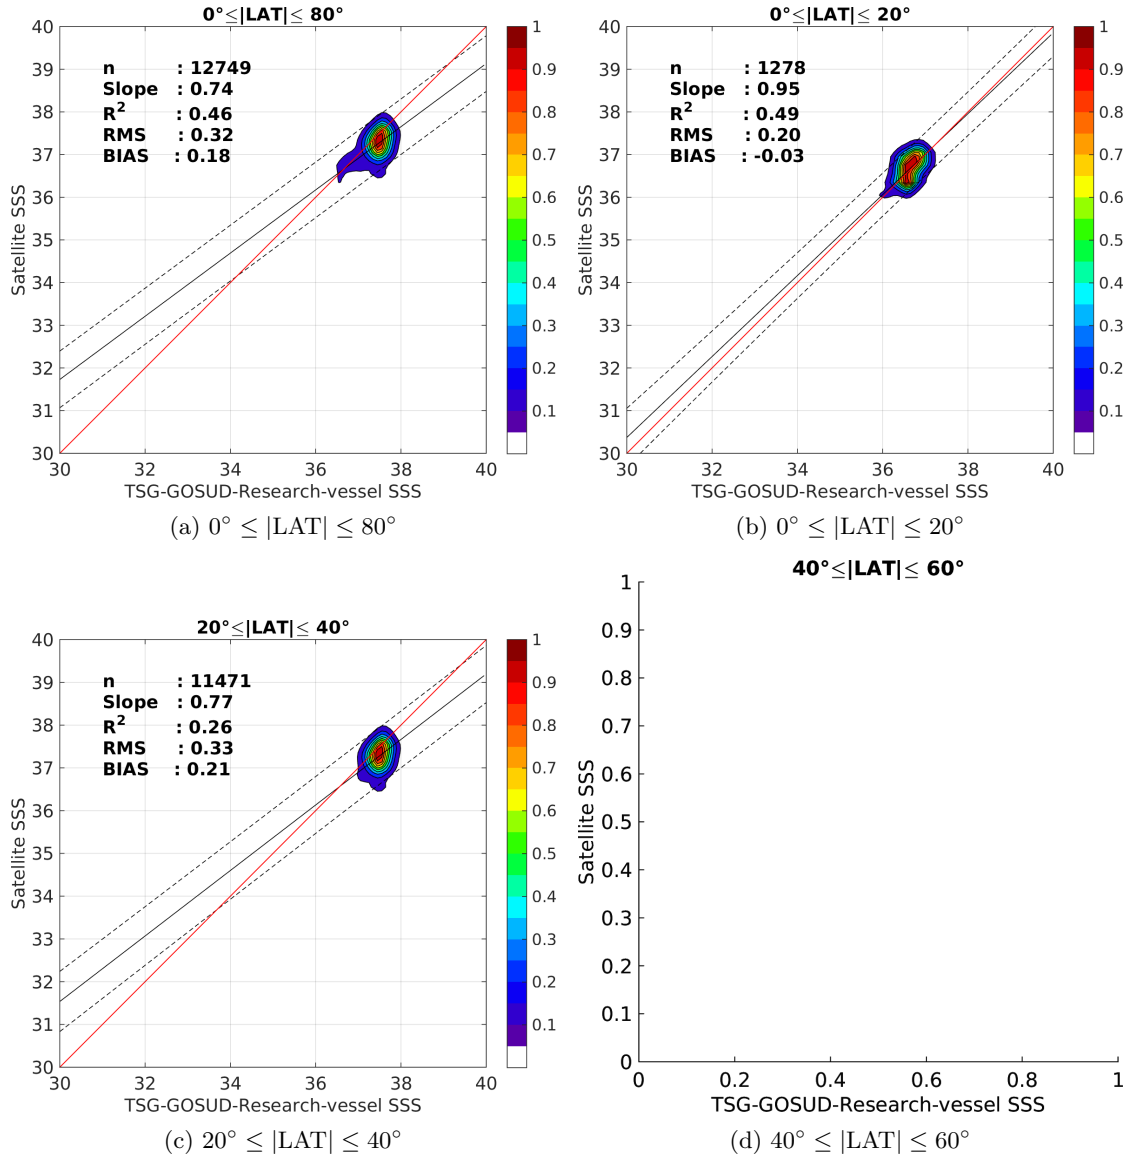 0°≤|LAT|≤ 80°
40
39
38
37
36
35
34
33
32
31
30
30 32 34 36 38 40
n : 12749
Slope : 0.74
R² : 0.46
RMS : 0.32
BIAS : 0.18
Satellite SSS
TSG-GOSUD-Research-vessel SSS
1
0.9
0.8
0.7
0.6
0.5
0.4
0.3
0.2
0.1
(a) 0° ≤ |LAT| ≤ 80°
0°≤|LAT|≤ 20°
40
39
38
37
36
35
34
33
32
31
30
30 32 34 36 38 40
n : 1278
Slope : 0.95
R² : 0.49
RMS : 0.20
BIAS : -0.03
Satellite SSS
TSG-GOSUD-Research-vessel SSS
1
0.9
0.8
0.7
0.6
0.5
0.4
0.3
0.2
0.1
(b) 0° ≤ |LAT| ≤ 20°
20°≤|LAT|≤ 40°
40
39
38
37
36
35
34
33
32
31
30
30 32 34 36 38 40
n : 11471
Slope : 0.77
R² : 0.26
RMS : 0.33
BIAS : 0.21
Satellite SSS
TSG-GOSUD-Research-vessel SSS
1
0.9
0.8
0.7
0.6
0.5
0.4
0.3
0.2
0.1
(c) 20° ≤ |LAT| ≤ 40°
40°≤|LAT|≤ 60°
1
0.9
0.8
0.7
0.6
0.5
0.4
0.3
0.2
0.1
0
0 0.2 0.4 0.6 0.8 1
Satellite SSS
TSG-GOSUD-Research-vessel SSS
(d) 40° ≤ |LAT| ≤ 60°